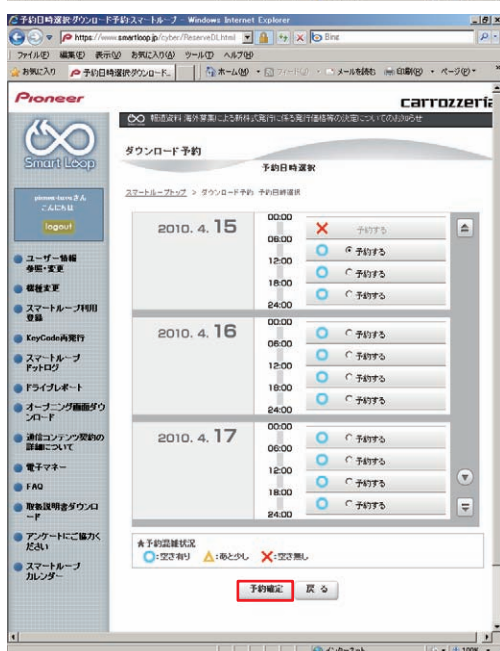 予約日時選択-ダウンロード予約 スマートループ - Windows Internet Explorer
Bing
ファイル(F) 編集(E) 表示(V) お気に入り(A) ツール(T) ヘルプ(H)
お気に入り 予約日時選択-ダウンロード... ホーム(M) メールを読む 印刷(R) ページ(P)
Pioneer
carrozzeria
Smart Loop
さん
こんにちは
logout
ユーザー情報
参照・変更
機種変更
スマートループ利用
登録
KeyCode再発行
スマートループ
ドットログ
ドライブレポート
オープニング画面ダウ
ンロード
通信コンテンツ契約の
詳細について
電子マネー
FAQ
取扱説明書ダウンロ
ード
アンケートにご協力く
ださい
スマートループ
カレンダー
報道資料 海外募集による新株式発行に係る発行価格等の決定についてのお知らせ
ダウンロード予約
予約日時選択
スマートループトップ > ダウンロード予約 予約日時選択
2010. 4. 15
00:00
予約する
06:00
予約する
12:00
予約する
18:00
予約する
24:00
2010. 4. 16
00:00
予約する
06:00
予約する
12:00
予約する
18:00
予約する
24:00
2010. 4. 17
00:00
予約する
06:00
予約する
12:00
予約する
18:00
予約する
24:00
★予約混雑状況
:空き有り :あと少し :空き無し
予約確定 戻る
インターネット 100%